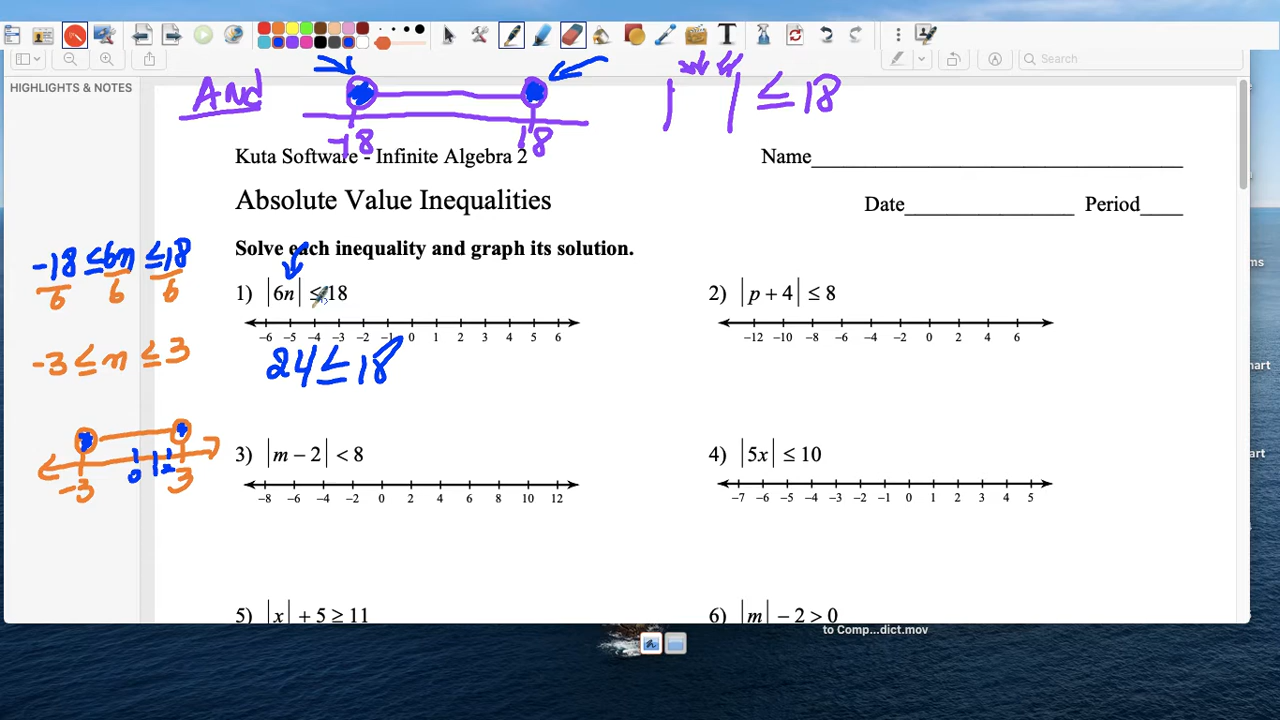 Search
HIGHLIGHTS & NOTES
And
-18 18
| | ≤ 18
Kuta Software - Infinite Algebra 2
Name
Absolute Value Inequalities
Date Period
Solve each inequality and graph its solution.
-18 ≤ 6n ≤ 18
6 6 6
-3 ≤ n ≤ 3
-3 0 1 2 3
1) |6n| ≤ 18
-6 -5 -4 -3 -2 -1 0 1 2 3 4 5 6
24 ≤ 18
2) |p + 4| ≤ 8
-12 -10 -8 -6 -4 -2 0 2 4 6
3) |m − 2| < 8
-8 -6 -4 -2 0 2 4 6 8 10 12
4) |5x| ≤ 10
-7 -6 -5 -4 -3 -2 -1 0 1 2 3 4 5
5) |x| + 5 ≥ 11
6) |m| − 2 > 0
to Comp...dict.mov